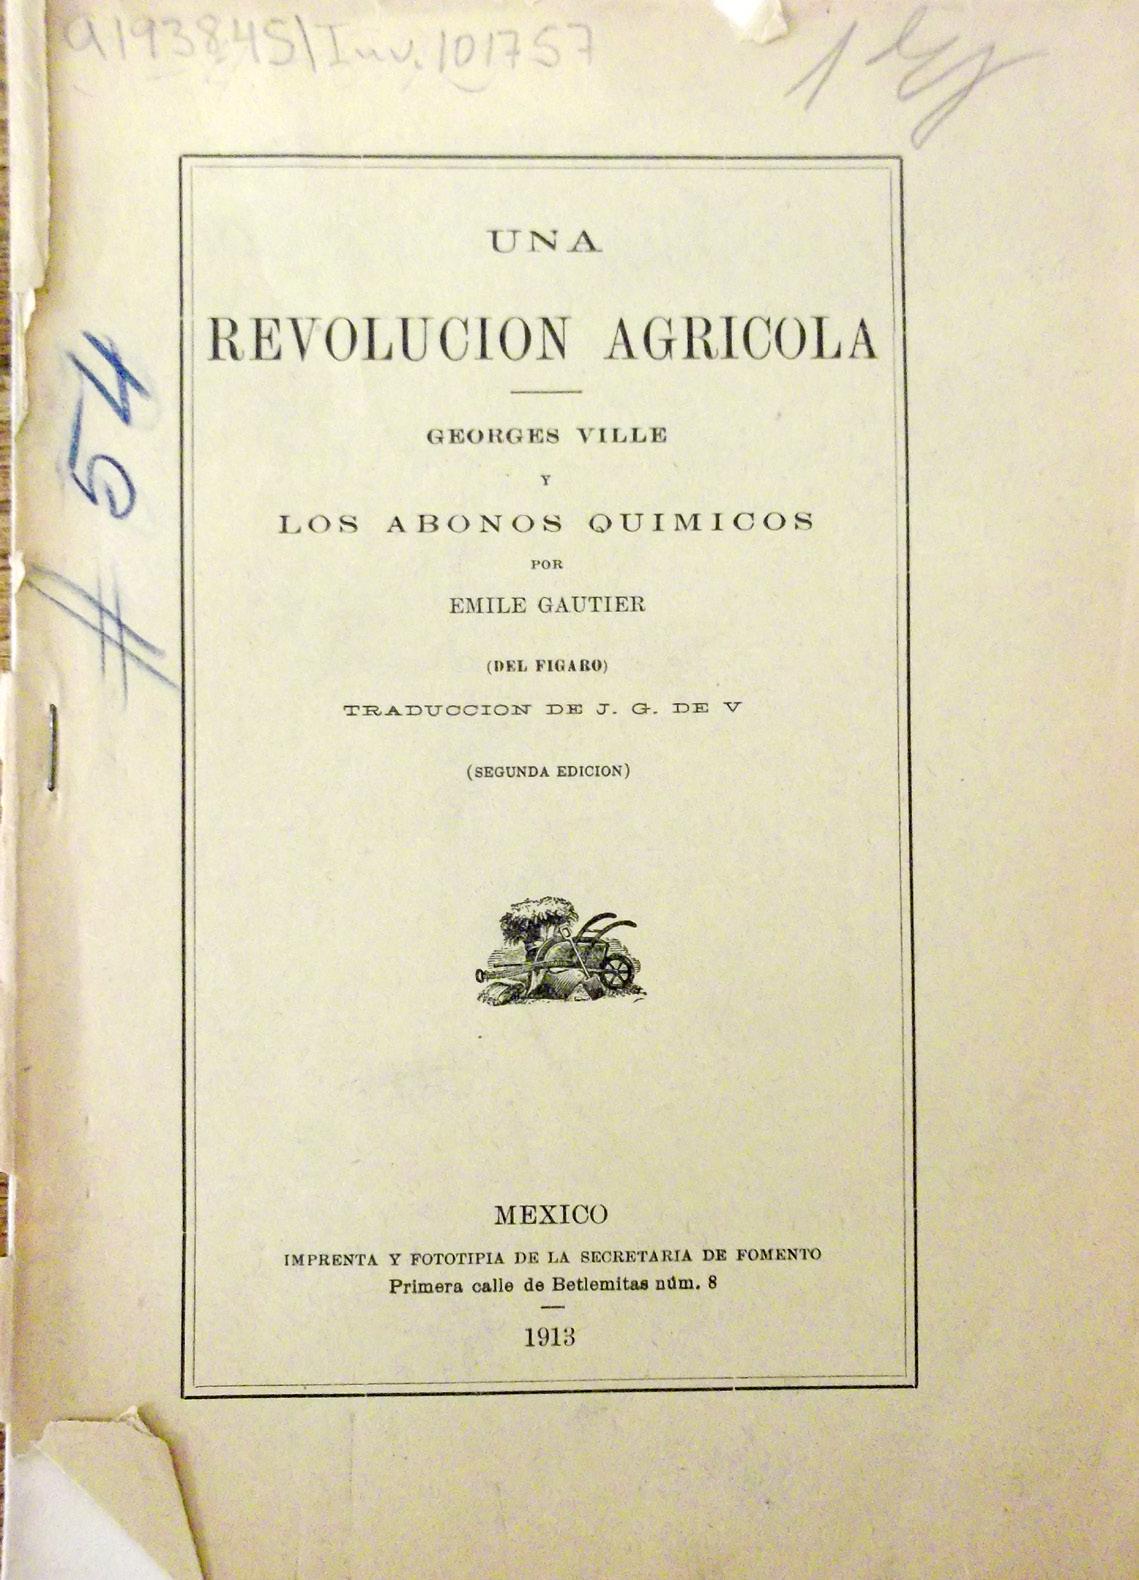 a193845/Inv. 101757
1 Ej
# 54
UNA
REVOLUCION AGRICOLA
GEORGES VILLE
Y
LOS ABONOS QUIMICOS
POR
EMILE GAUTIER
(DEL FIGARO)
TRADUCCION DE J. G. DE V
(SEGUNDA EDICION)
MEXICO
IMPRENTA Y FOTOTIPIA DE LA SECRETARIA DE FOMENTO
Primera calle de Betlemitas núm. 8
1913